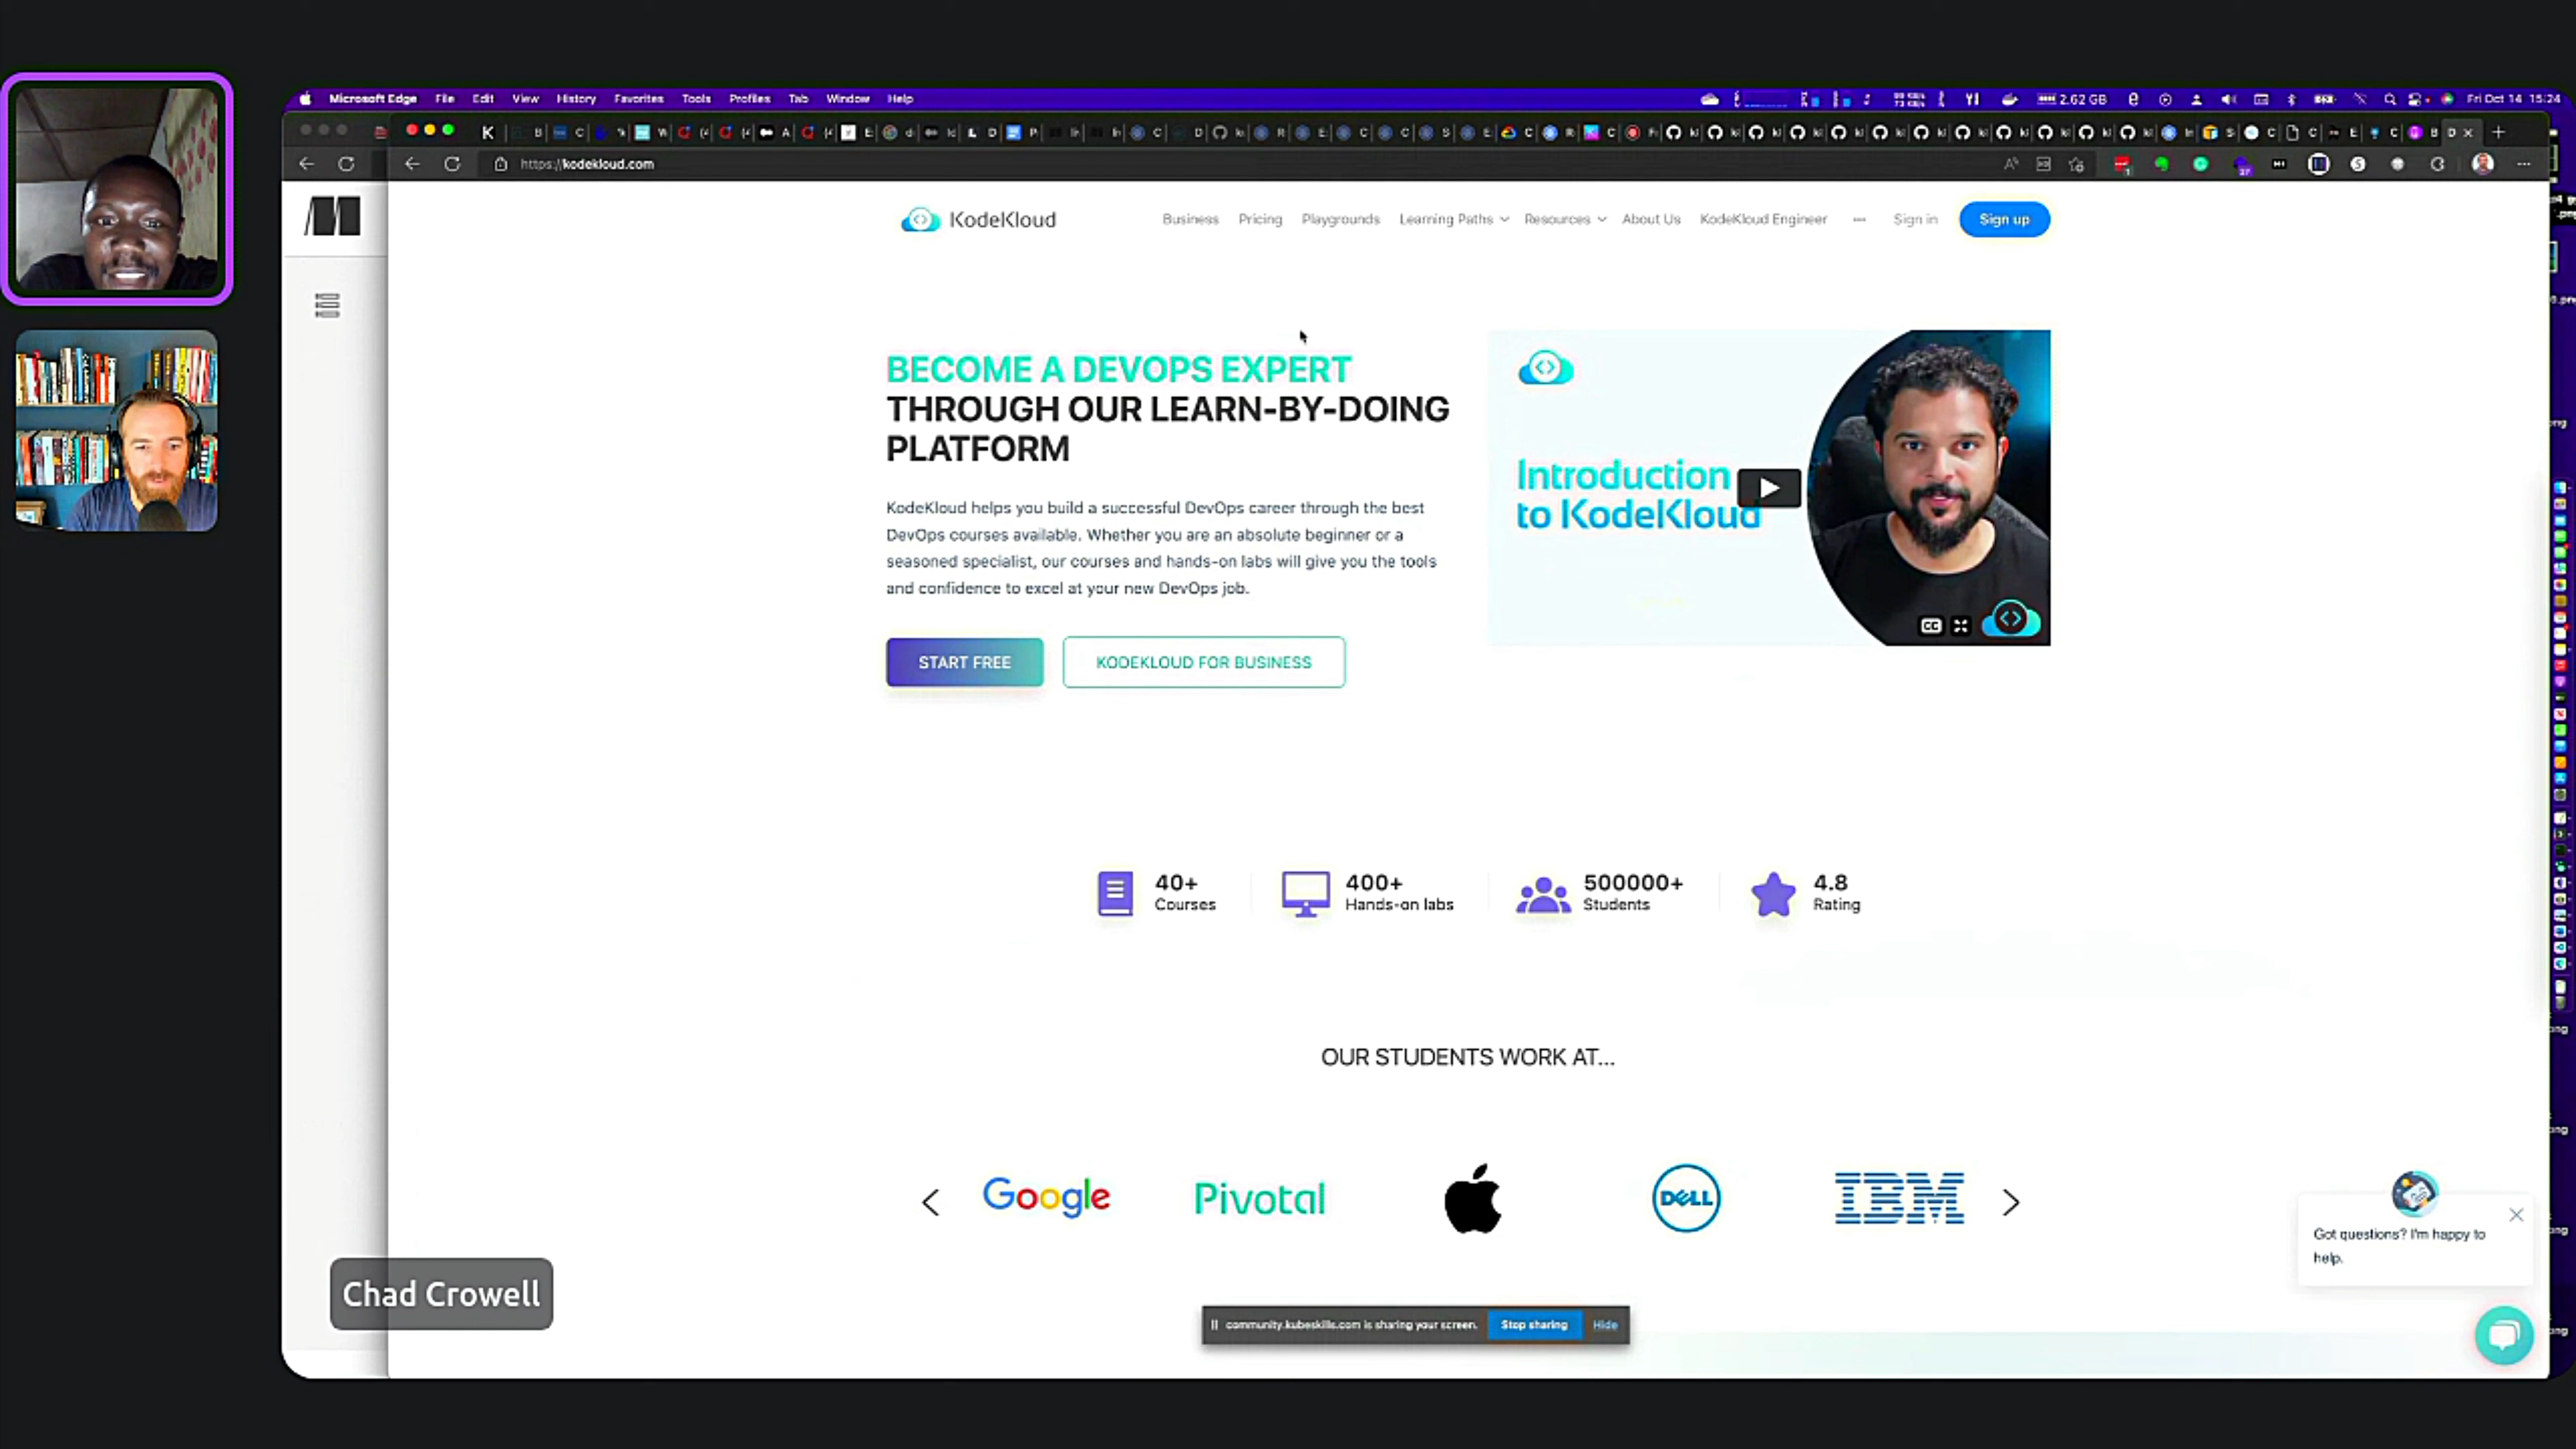 Microsoft Edge File Edit View History Favorites Tools Profiles Tab Window Help
2.62 GB
Fri Oct 14 15:24
https://kodekloud.com
KodeKloud
Business Pricing Playgrounds Learning Paths Resources About Us KodeKloud Engineer ... Sign in Sign up
BECOME A DEVOPS EXPERT
THROUGH OUR LEARN-BY-DOING
PLATFORM
KodeKloud helps you build a successful DevOps career through the best
DevOps courses available. Whether you are an absolute beginner or a
seasoned specialist, our courses and hands-on labs will give you the tools
and confidence to excel at your new DevOps job.
START FREE
KODEKLOUD FOR BUSINESS
Introduction
to KodeKloud
CC
40+
Courses
400+
Hands-on labs
500000+
Students
4.8
Rating
OUR STUDENTS WORK AT...
Google
Pivotal
DELL
IBM
Got questions? I'm happy to
help.
Chad Crowell
community.kubeskills.com is sharing your screen. Stop sharing Hide